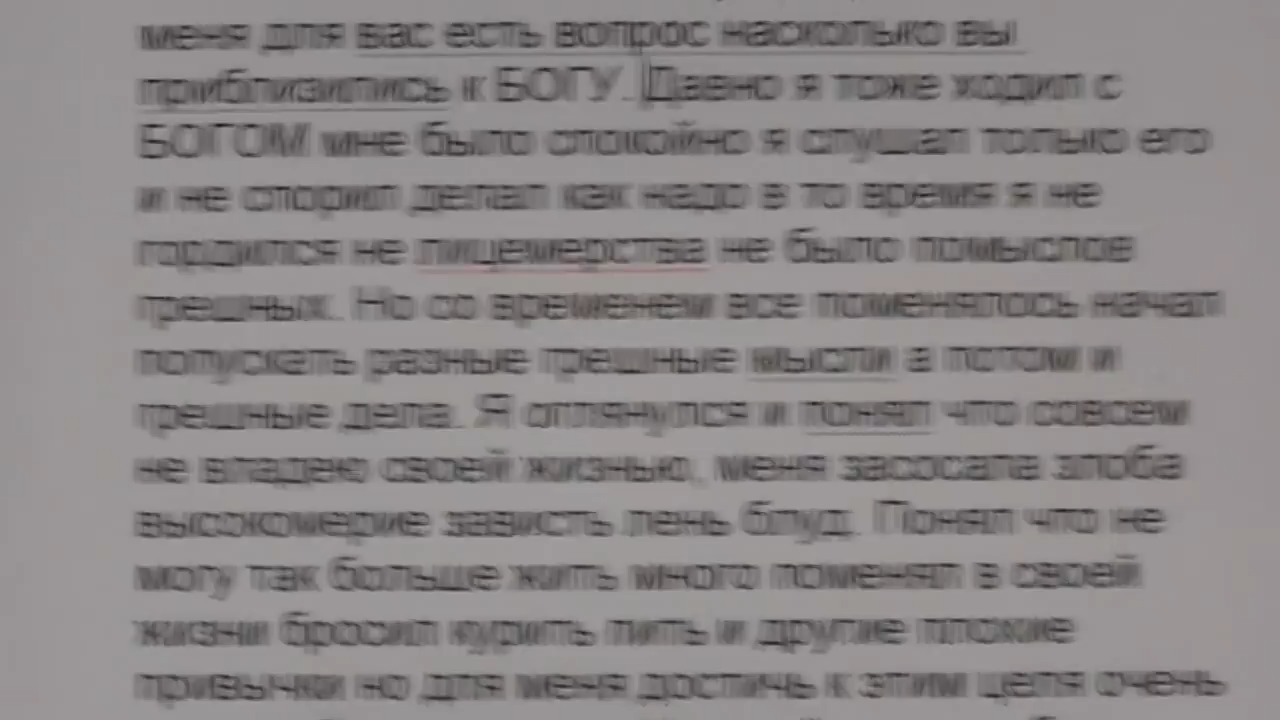 меня для вас есть вопрос насколько вы
приблизились к БОГУ. Давно я тоже ходил с
БОГОМ мне было спокойно я слушал только его
и не спорил делал как надо в то время я не
гордился не лицемерства не было помыслов
грешных. Но со временем все поменялось начал
попускать разные грешные мысли а потом и
грешные дела. Я оглянулся и понял что совсем
не владею своей жизнью, меня засосала злоба
высокомерие зависть лень блуд. Понял что не
могу так больше жить много поменял в своей
жизни бросил курить пить и другие плохие
привычки но для меня достичь к этим целя очень